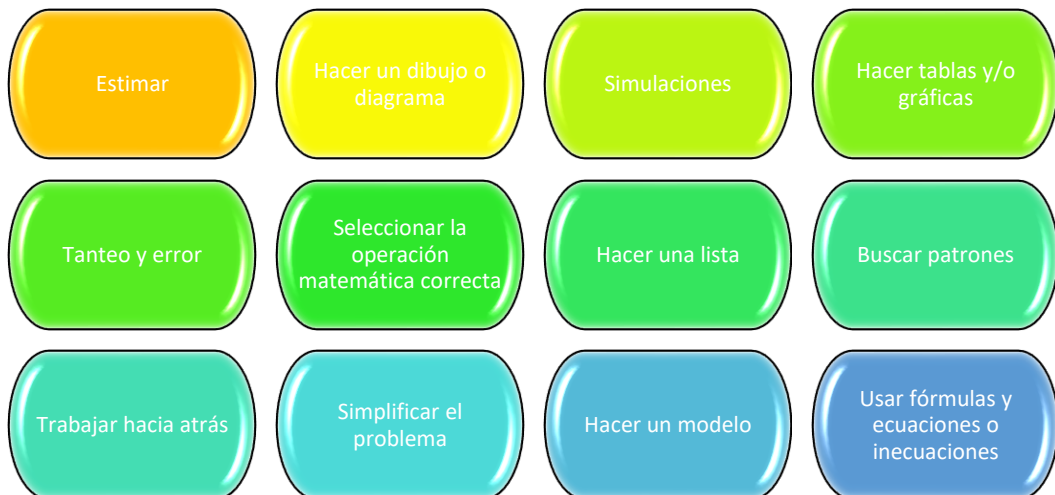 Estimar
Hacer un dibujo o
diagrama
Simulaciones
Hacer tablas y/o
gráficas
Tanteo y error
Seleccionar la
operación
matemática correcta
Hacer una lista
Buscar patrones
Trabajar hacia atrás
Simplificar el
problema
Hacer un modelo
Usar fórmulas y
ecuaciones o
inecuaciones